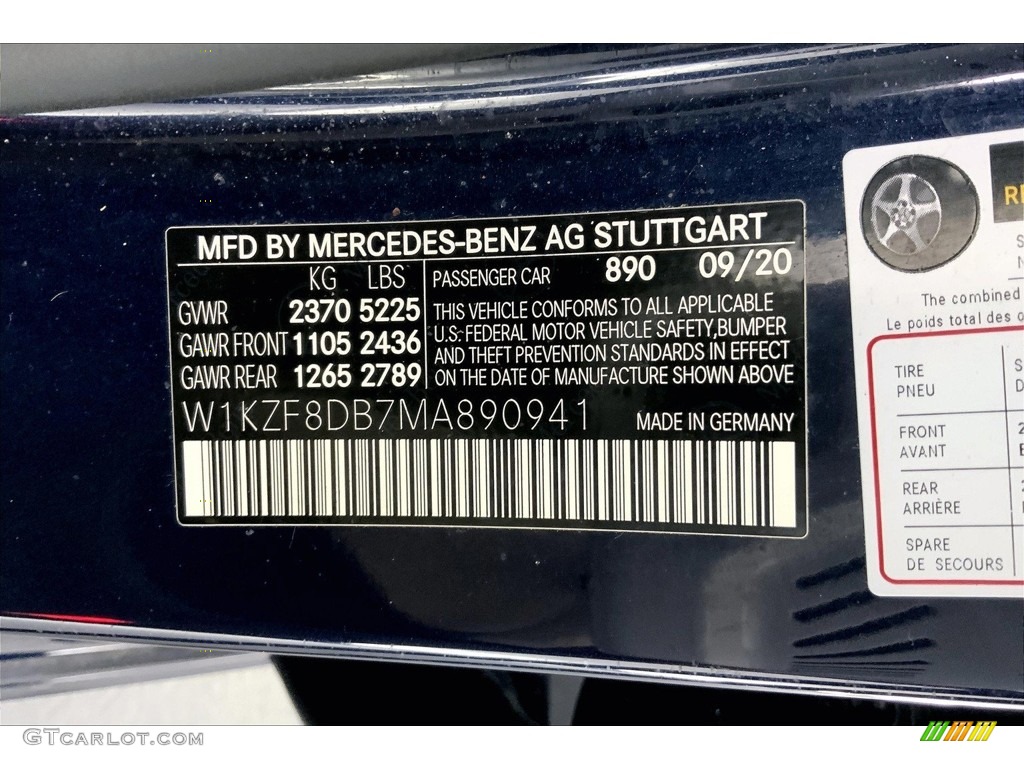 MFD BY MERCEDES-BENZ AG STUTTGART
KG LBS
GVWR 2370 5225
GAWR FRONT 1105 2436
GAWR REAR 1265 2789
PASSENGER CAR 890 09/20
THIS VEHICLE CONFORMS TO ALL APPLICABLE
U.S: FEDERAL MOTOR VEHICLE SAFETY,BUMPER
AND THEFT PREVENTION STANDARDS IN EFFECT
ON THE DATE OF MANUFACTURE SHOWN ABOVE
W1KZF8DB7MA890941 MADE IN GERMANY
The combined
Le poids total des
TIRE
PNEU
FRONT
AVANT
REAR
ARRIÈRE
SPARE
DE SECOURS
GTCARLOT.COM